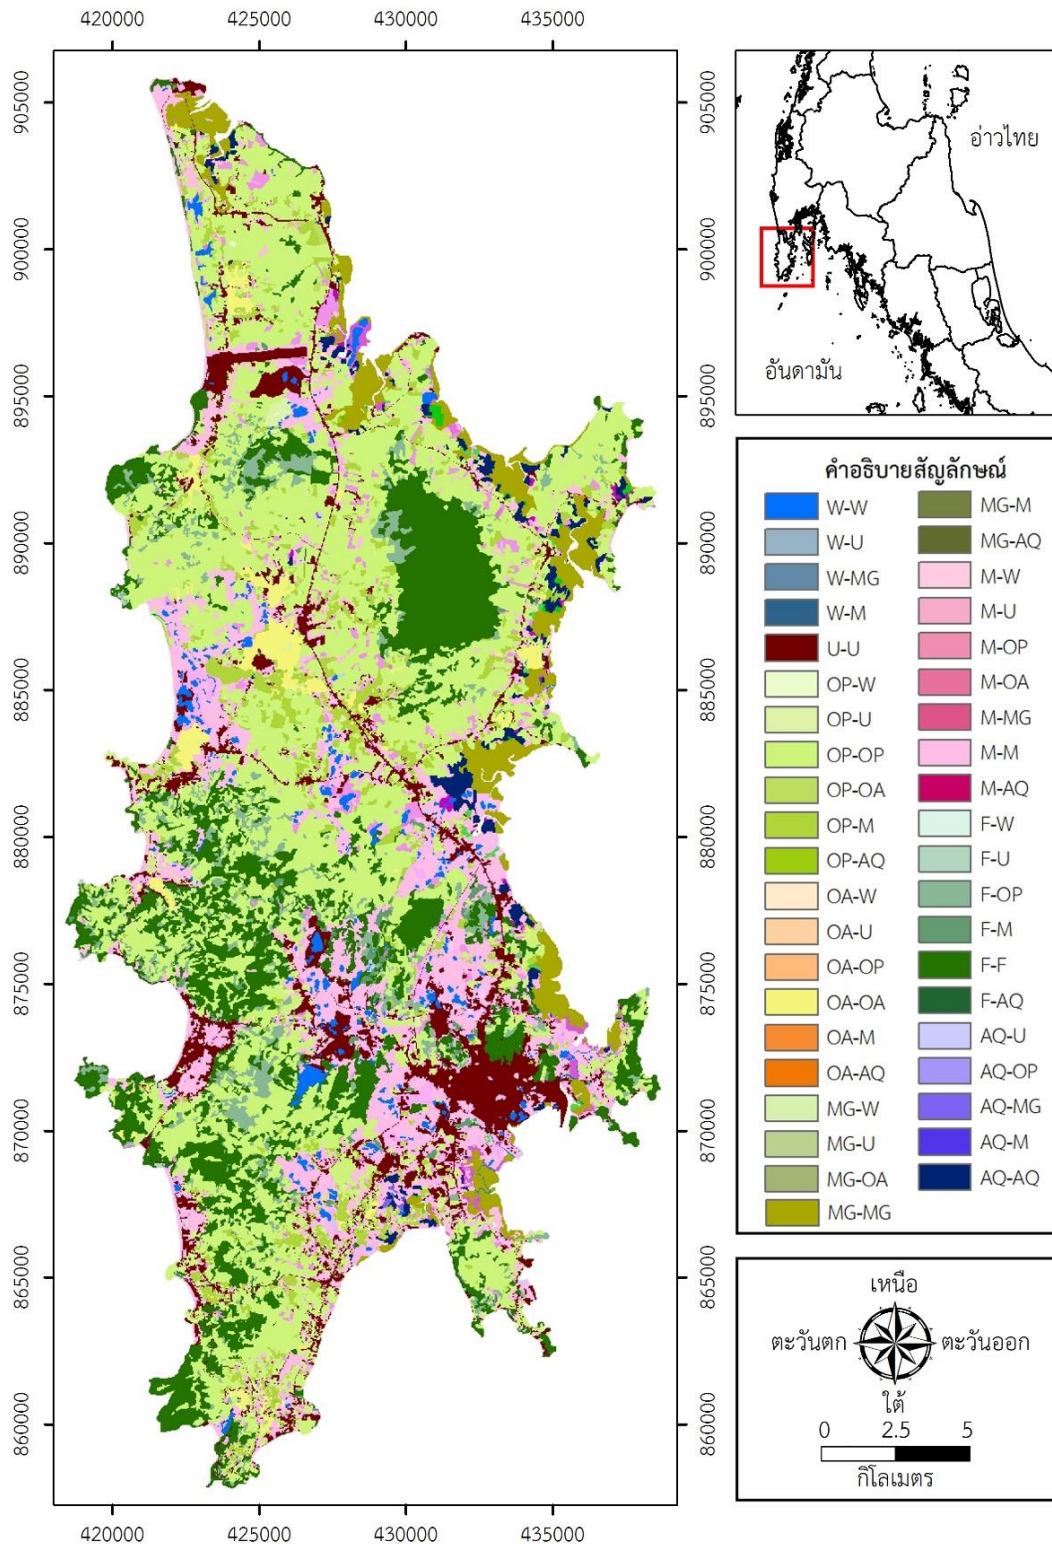 420000 425000 430000 435000
905000
900000
895000
890000
885000
880000
875000
870000
865000
860000
905000
900000
895000
890000
885000
880000
875000
870000
865000
860000
420000 425000 430000 435000
อ่าวไทย
อันดามัน
คำอธิบายสัญลักษณ์
W-W
W-U
W-MG
W-M
U-U
OP-W
OP-U
OP-OP
OP-OA
OP-M
OP-AQ
OA-W
OA-U
OA-OP
OA-OA
OA-M
OA-AQ
MG-W
MG-U
MG-OA
MG-MG
MG-M
MG-AQ
M-W
M-U
M-OP
M-OA
M-MG
M-M
M-AQ
F-W
F-U
F-OP
F-M
F-F
F-AQ
AQ-U
AQ-OP
AQ-MG
AQ-M
AQ-AQ
เหนือ
ตะวันตก ตะวันออก
ใต้
0 2.5 5
กิโลเมตร